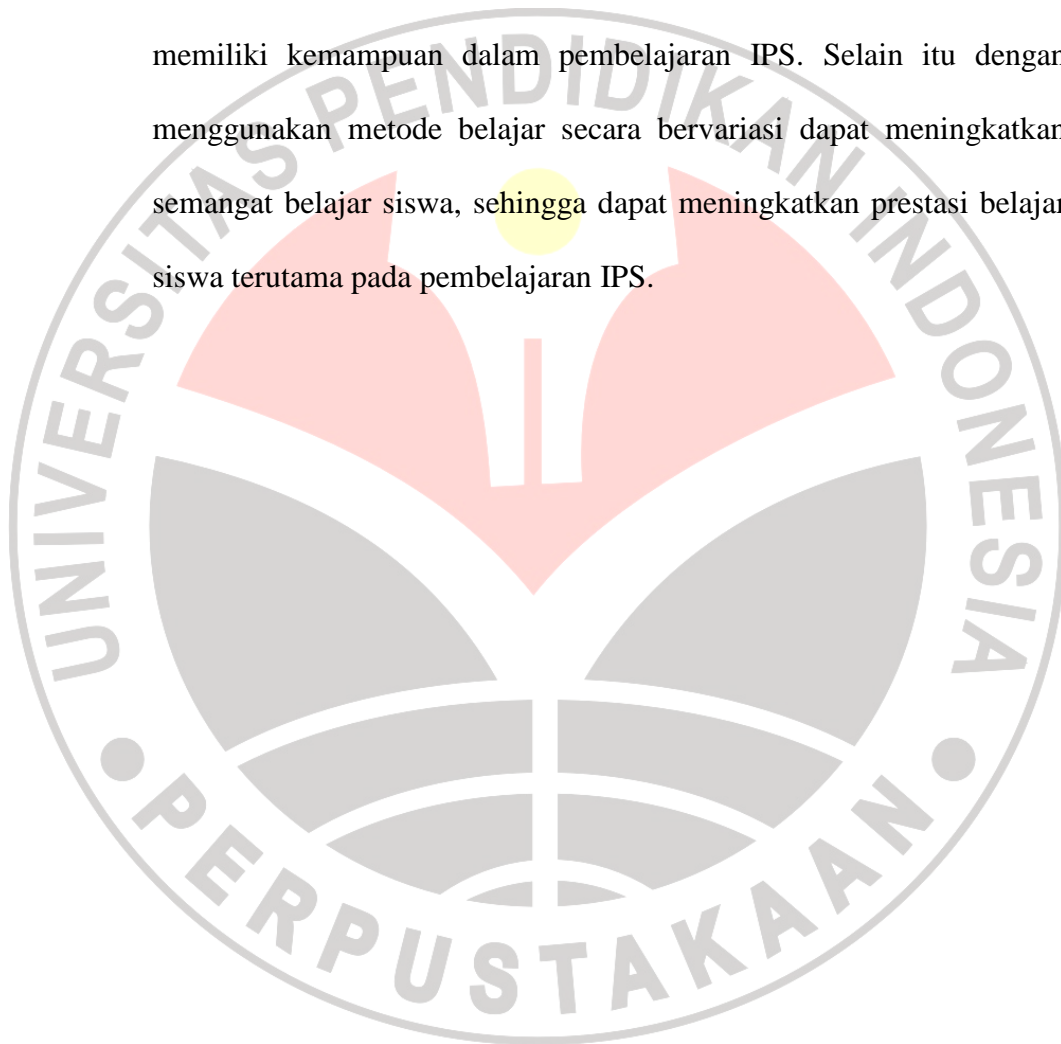 memiliki kemampuan dalam pembelajaran IPS. Selain itu dengan
menggunakan metode belajar secara bervariasi dapat meningkatkan
semangat belajar siswa, sehingga dapat meningkatkan prestasi belajar
siswa terutama pada pembelajaran IPS.
UNIVERSITAS PENDIDIKAN INDONESIA
PERPUSTAKAAN